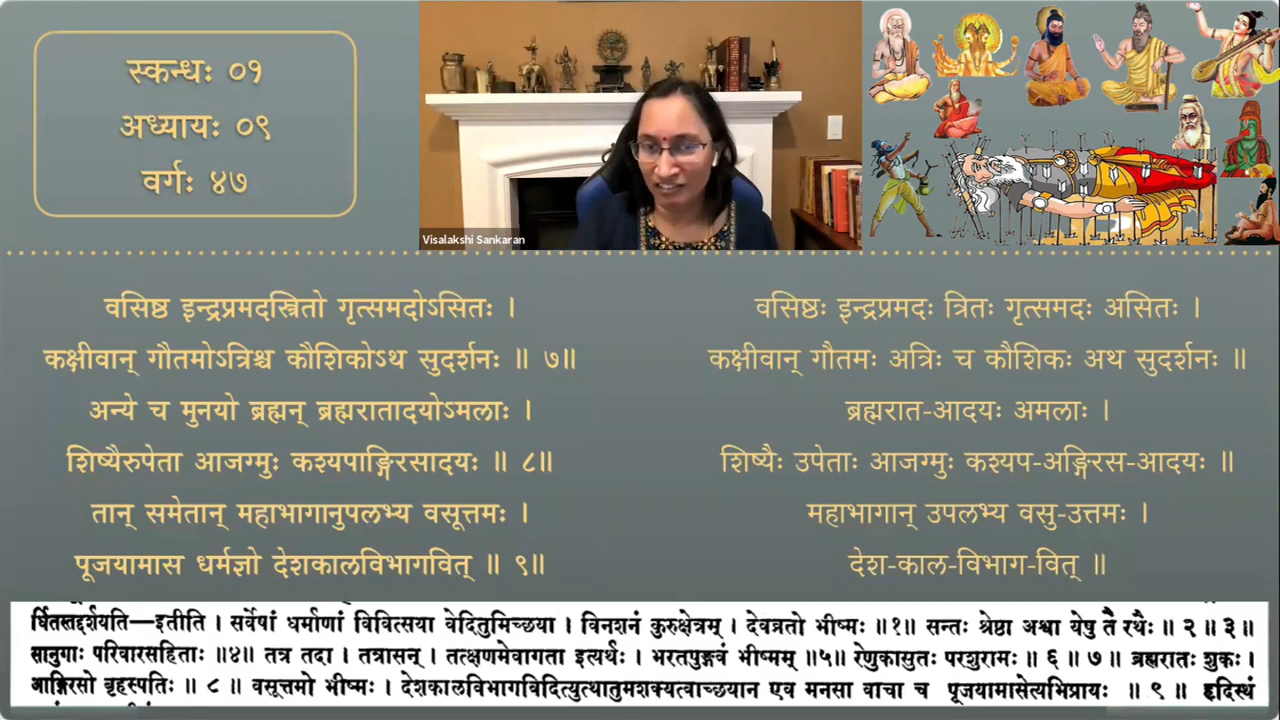 स्कन्धः ०१
अध्यायः ०९
वर्गः ४७
Visalakshi Sankaran
वसिष्ठ इन्द्रप्रमदस्त्रितो गृत्समदोऽसितः ।
कक्षीवान् गौतमोऽत्रिश्च कौशिकोऽथ सुदर्शनः ॥ ७॥
अन्ये च मुनयो ब्रह्मन् ब्रह्मरातादयोऽमलाः ।
शिष्यैरुपेता आजग्मुः कश्यपाङ्गिरसादयः ॥ ८॥
तान् समेतान् महाभागानुपलभ्य वसूत्तमः ।
पूजयामास धर्मज्ञो देशकालविभागवित् ॥ ९॥
वसिष्ठः इन्द्रप्रमदः त्रितः गृत्समदः असितः ।
कक्षीवान् गौतमः अत्रिः च कौशिकः अथ सुदर्शनः ॥
ब्रह्मरात-आदयः अमलाः ।
शिष्यैः उपेताः आजग्मुः कश्यप-अङ्गिरस-आदयः ॥
महाभागान् उपलभ्य वसु-उत्तमः ।
देश-काल-विभाग-वित् ॥
र्धितस्तद्दर्शयति—इतीति । सर्वेषां धर्माणां विवित्सया वेदितुमिच्छया । विनशनं कुरुक्षेत्रम् । देवव्रतो भीष्मः ॥१॥ सन्तः श्रेष्ठा अश्वा येषु तै रथैः ॥ २ ॥ ३॥
सानुगाः परिवारसहिताः ॥४॥ तत्र तदा । तत्रासन् । तत्क्षणमेवागता इत्यर्थः । भरतपुङ्गवं भीष्मम् ॥५॥ रेणुकासुतः परशुरामः ॥ ६ ॥ ७ ॥ ब्रह्मरातः शुकः ।
आङ्गिरसो बृहस्पतिः ॥ ८ ॥ वसूत्तमो भीष्मः । देशकालविभागविदित्युत्थातुमशक्यत्वाच्छयान एव मनसा वाचा च पूजयामासेत्यभिप्रायः ॥ ९ ॥ हृदिस्थं